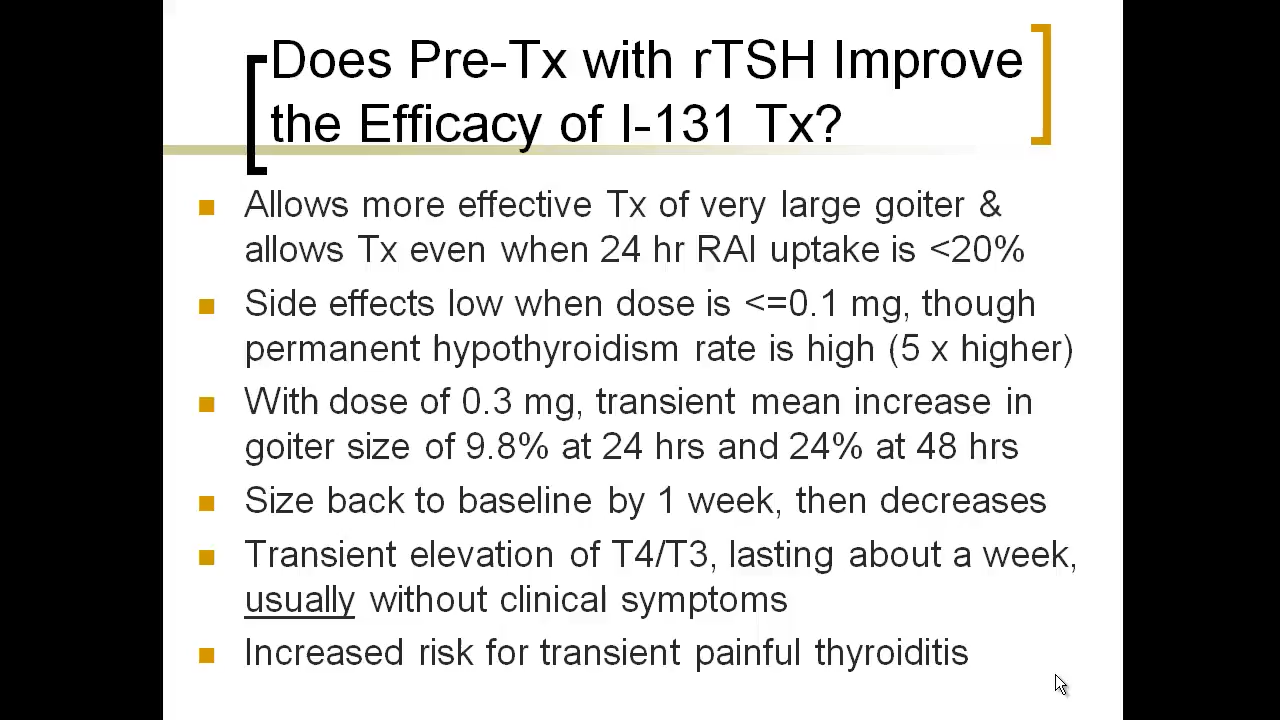 Does Pre-Tx with rTSH Improve
the Efficacy of I-131 Tx?
Allows more effective Tx of very large goiter &
allows Tx even when 24 hr RAI uptake is <20%
Side effects low when dose is <=0.1 mg, though
permanent hypothyroidism rate is high (5 x higher)
With dose of 0.3 mg, transient mean increase in
goiter size of 9.8% at 24 hrs and 24% at 48 hrs
Size back to baseline by 1 week, then decreases
Transient elevation of T4/T3, lasting about a week,
usually without clinical symptoms
Increased risk for transient painful thyroiditis